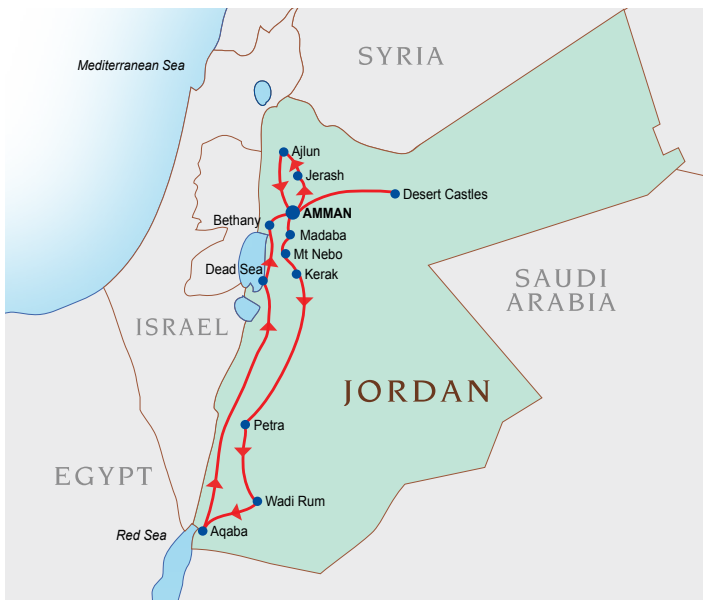 SYRIA
Mediterranean Sea
Ajlun
Jerash
Desert Castles
AMMAN
Bethany
Madaba
Mt Nebo
Dead Sea
Kerak
SAUDI
ARABIA
ISRAEL
JORDAN
Petra
EGYPT
Wadi Rum
Red Sea
Aqaba